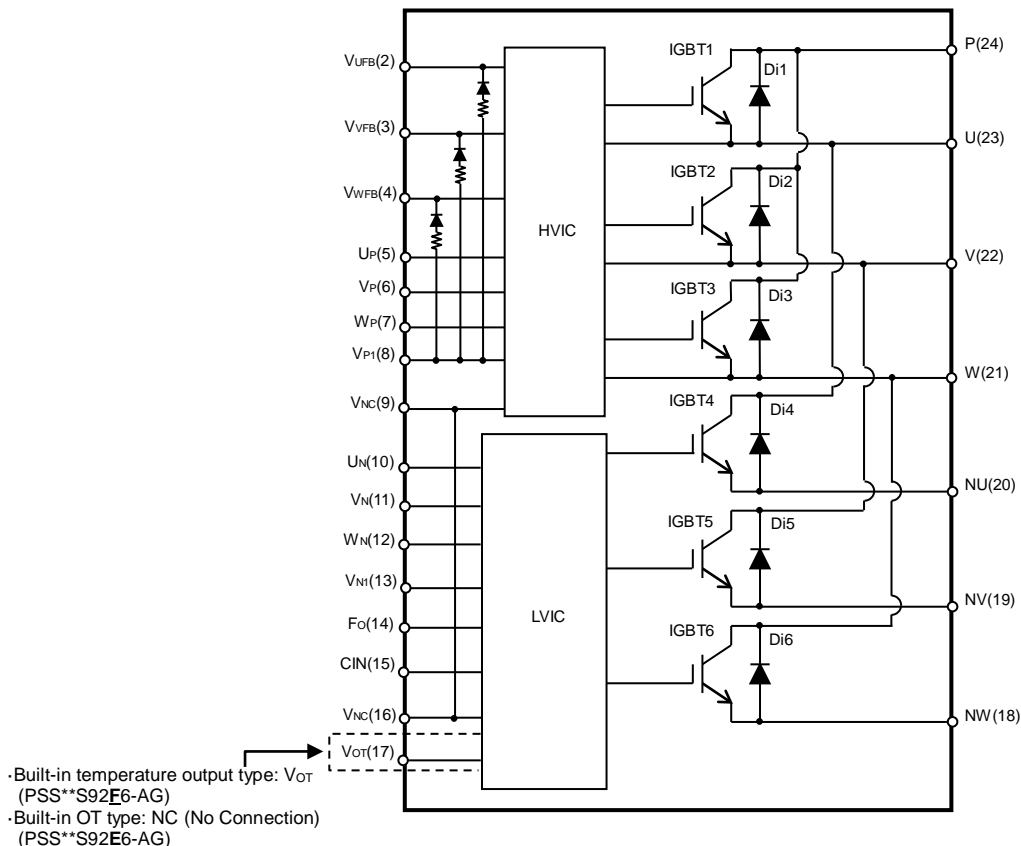 VUFB(2)
VVFB(3)
VWFB(4)
UP(5)
VP(6)
WP(7)
VP1(8)
VNC(9)
UN(10)
VN(11)
WN(12)
VN1(13)
FO(14)
CIN(15)
VNC(16)
VOT(17)
HVIC
LVIC
IGBT1
Di1
IGBT2
Di2
IGBT3
Di3
IGBT4
Di4
IGBT5
Di5
IGBT6
Di6
P(24)
U(23)
V(22)
W(21)
NU(20)
NV(19)
NW(18)
·Built-in temperature output type: VOT
(PSS**S92F6-AG)
·Built-in OT type: NC (No Connection)
(PSS**S92E6-AG)